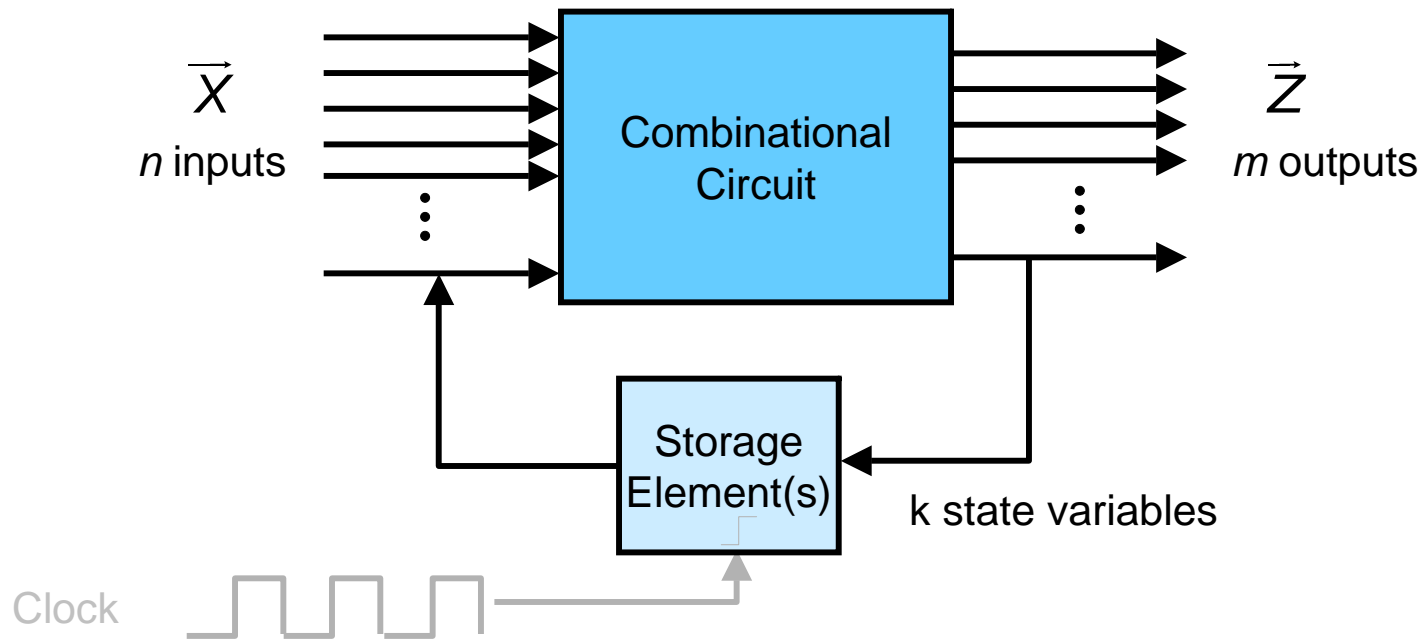 X
n inputs
Combinational
Circuit
Z
m outputs
Storage
Element(s)
k state variables
Clock